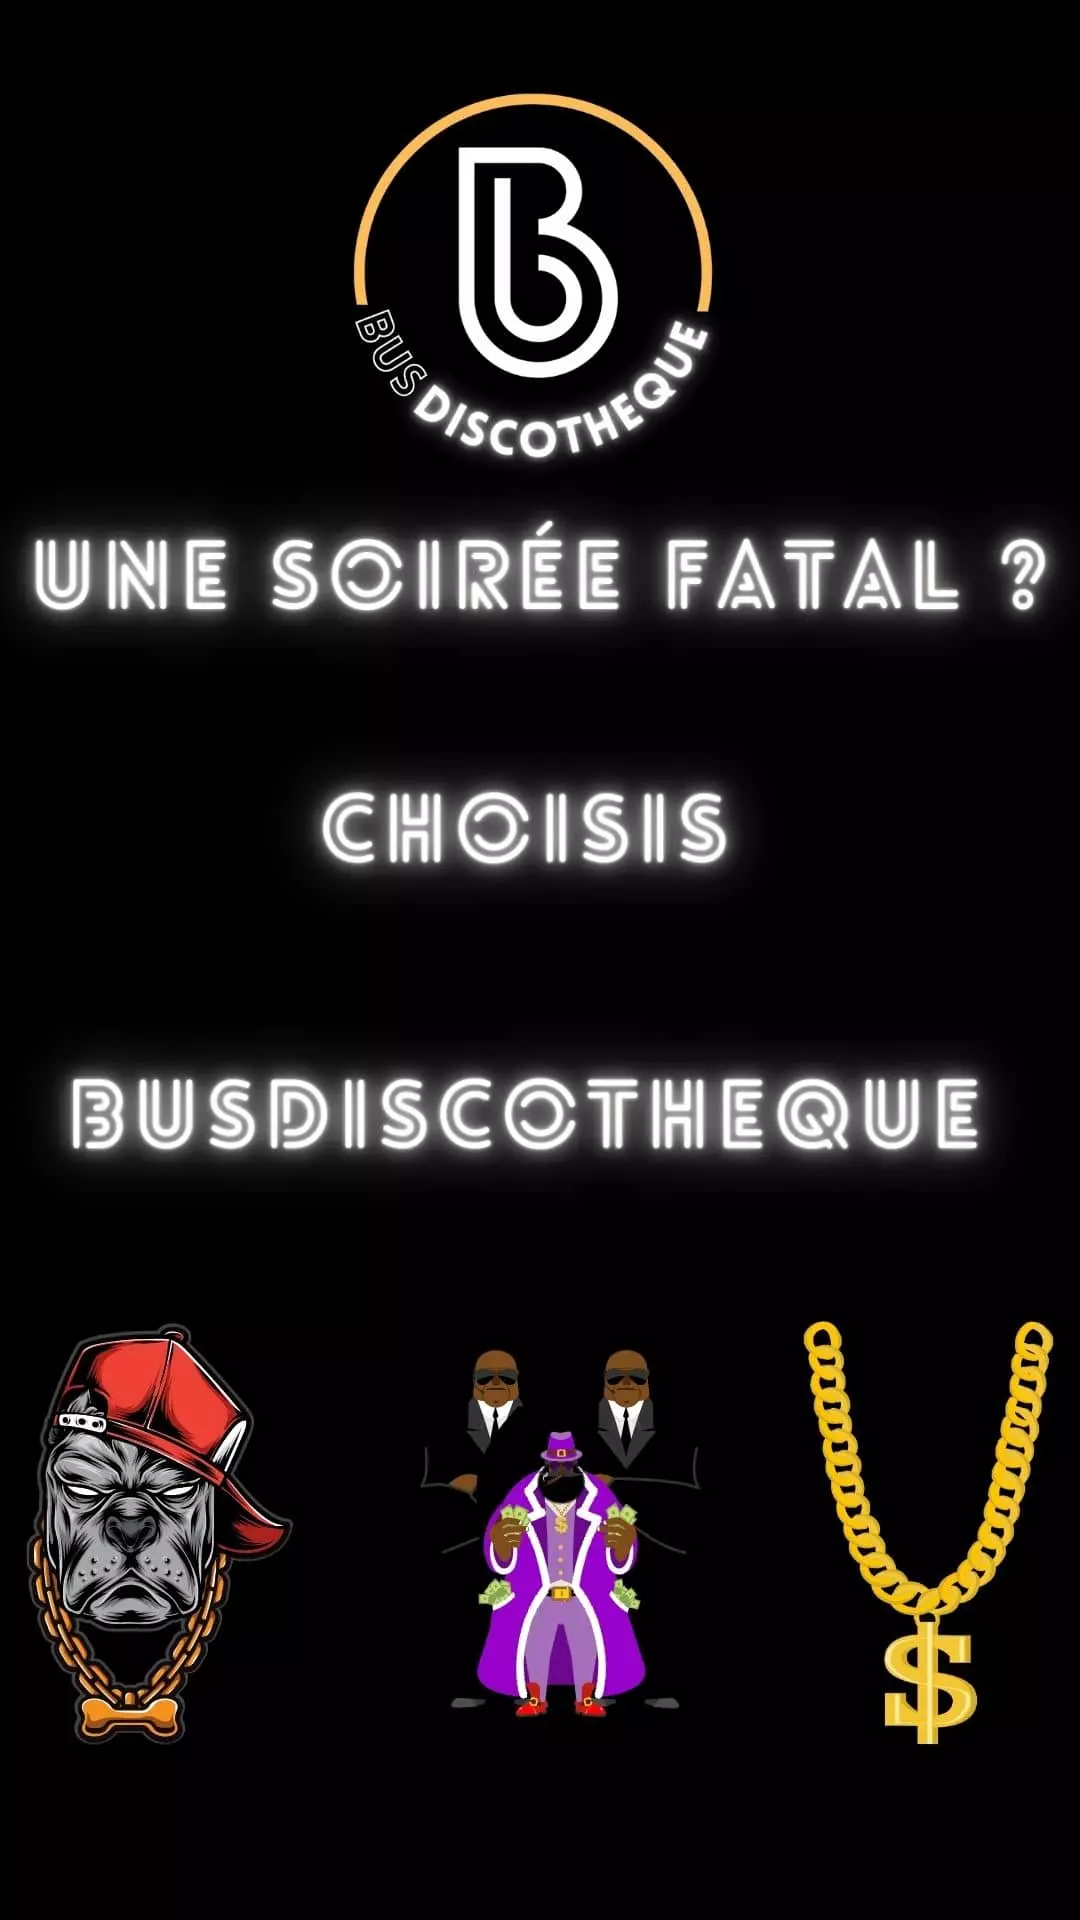 B
BUS DISCOTHEQUE
UNE SOIRÉE FATAL ?
CHOISIS
BUSDISCOTHEQUE
$